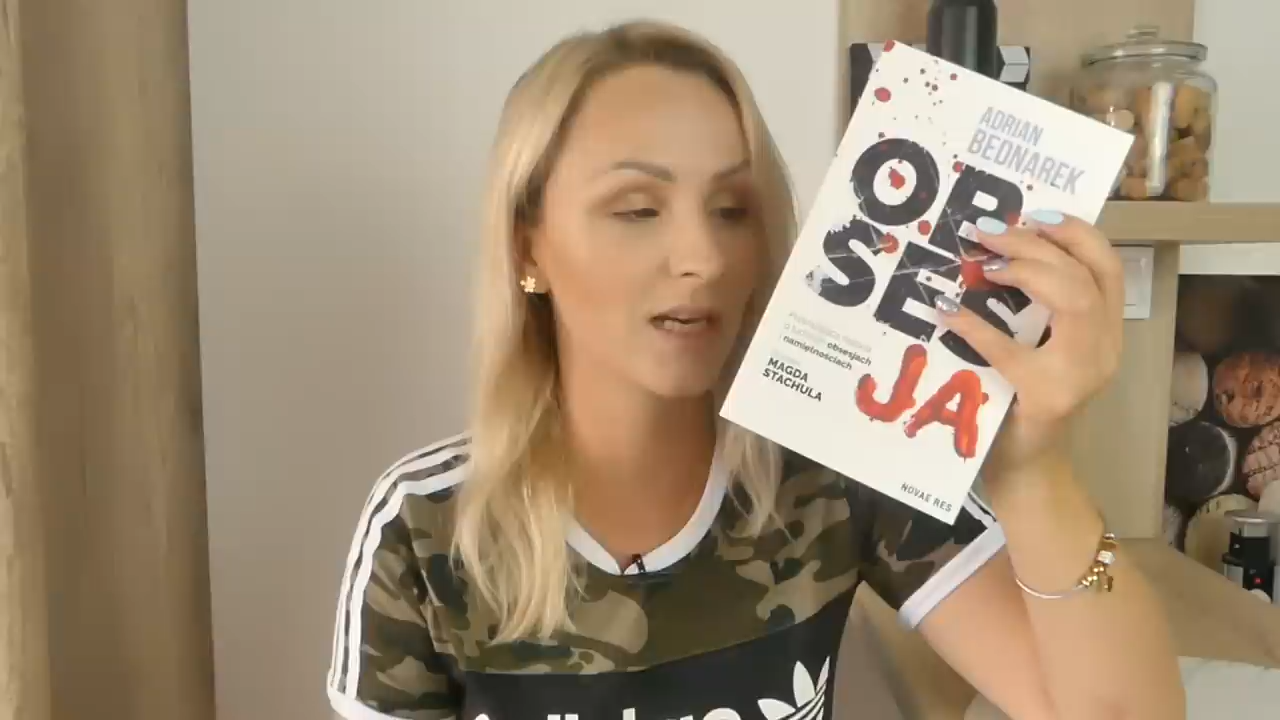 ADRIAN
BEDNAREK
OB
SES
JA
obsesjach
namiętnościach
MAGDA
STACHULA
NOVAE RES